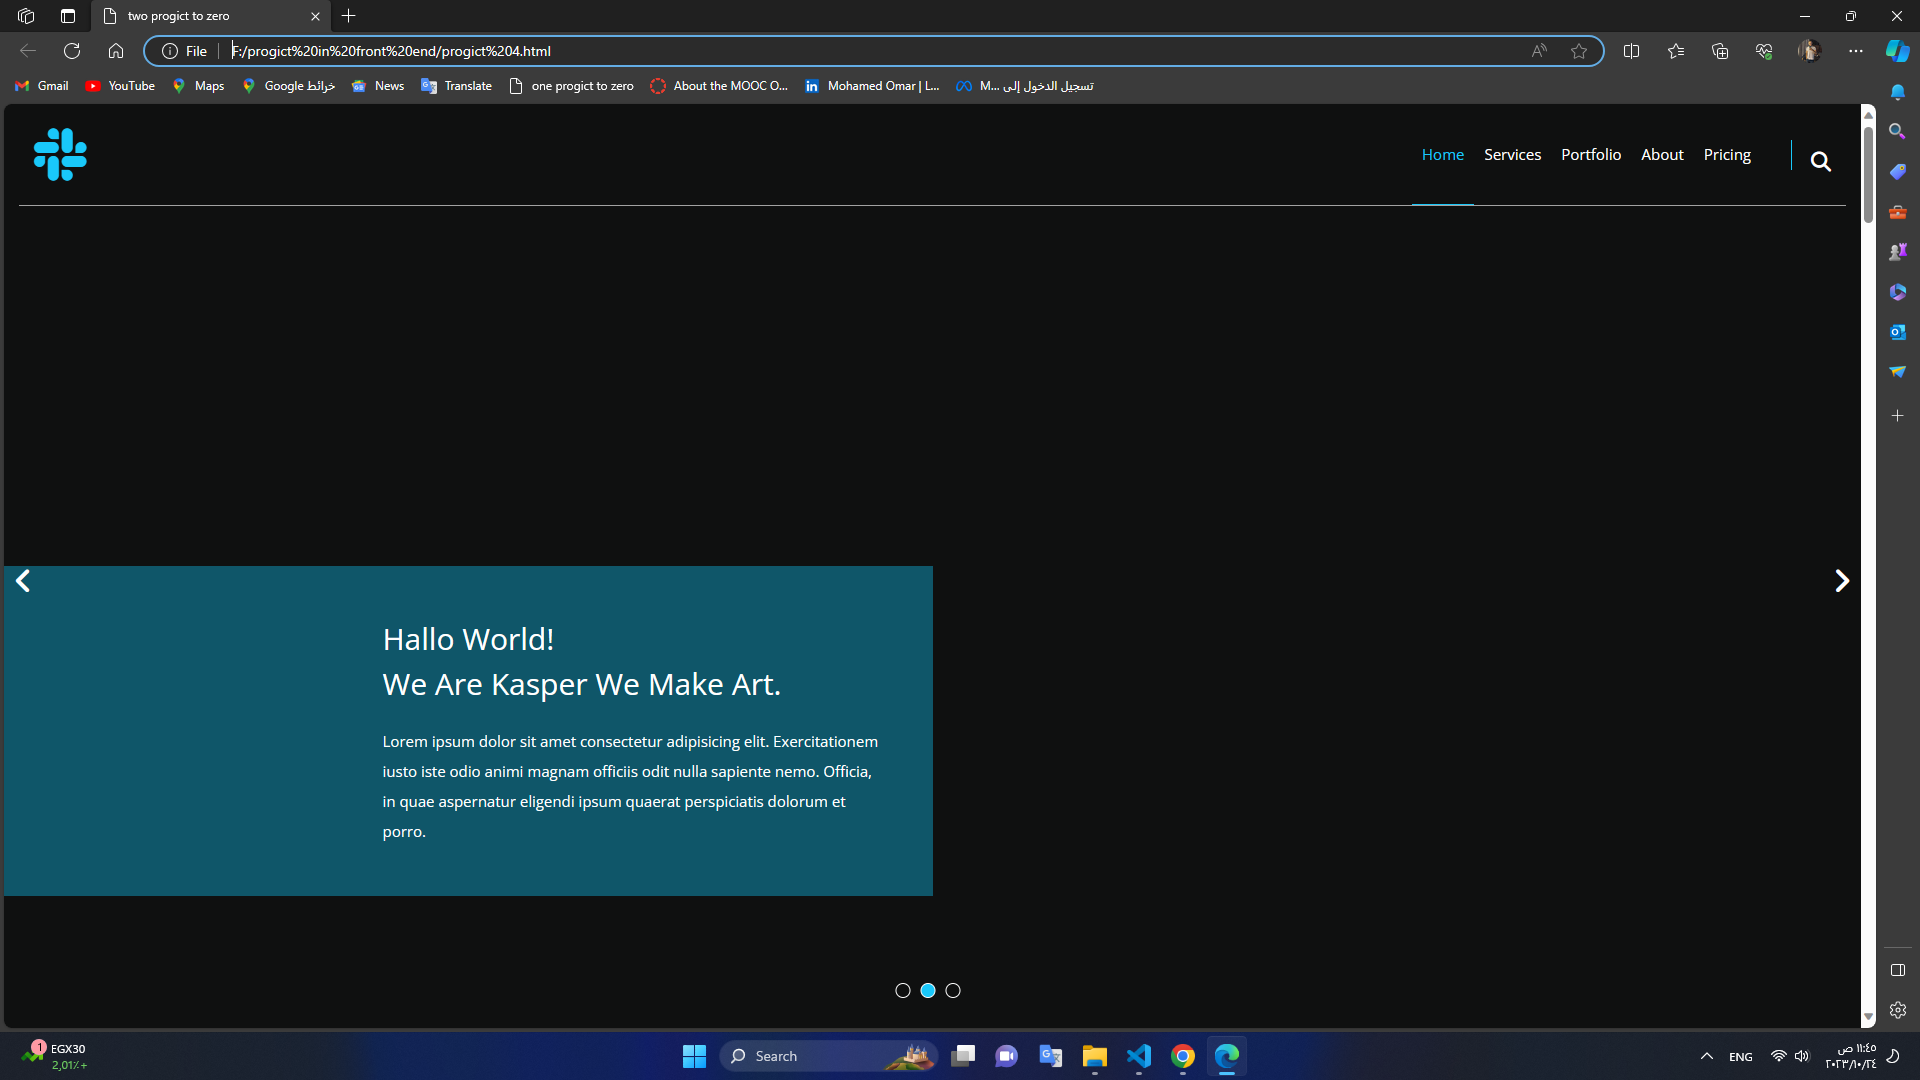 two progict to zero
File
F:/progict%20in%20front%20end/progict%204.html
Gmail
YouTube
Maps
Google خرائط
News
Translate
one progict to zero
About the MOOC O...
Mohamed Omar | L...
تسجيل الدخول إلى M...
Home
Services
Portfolio
About
Pricing
Hallo World!
We Are Kasper We Make Art.
Lorem ipsum dolor sit amet consectetur adipisicing elit. Exercitationem
iusto iste odio animi magnam officiis odit nulla sapiente nemo. Officia,
in quae aspernatur eligendi ipsum quaerat perspiciatis dolorum et
porro.
1
EGX30
2,01٪+
Search
ENG
١١:٤٥ ص
٢٠٢٣/١٠/٢٤